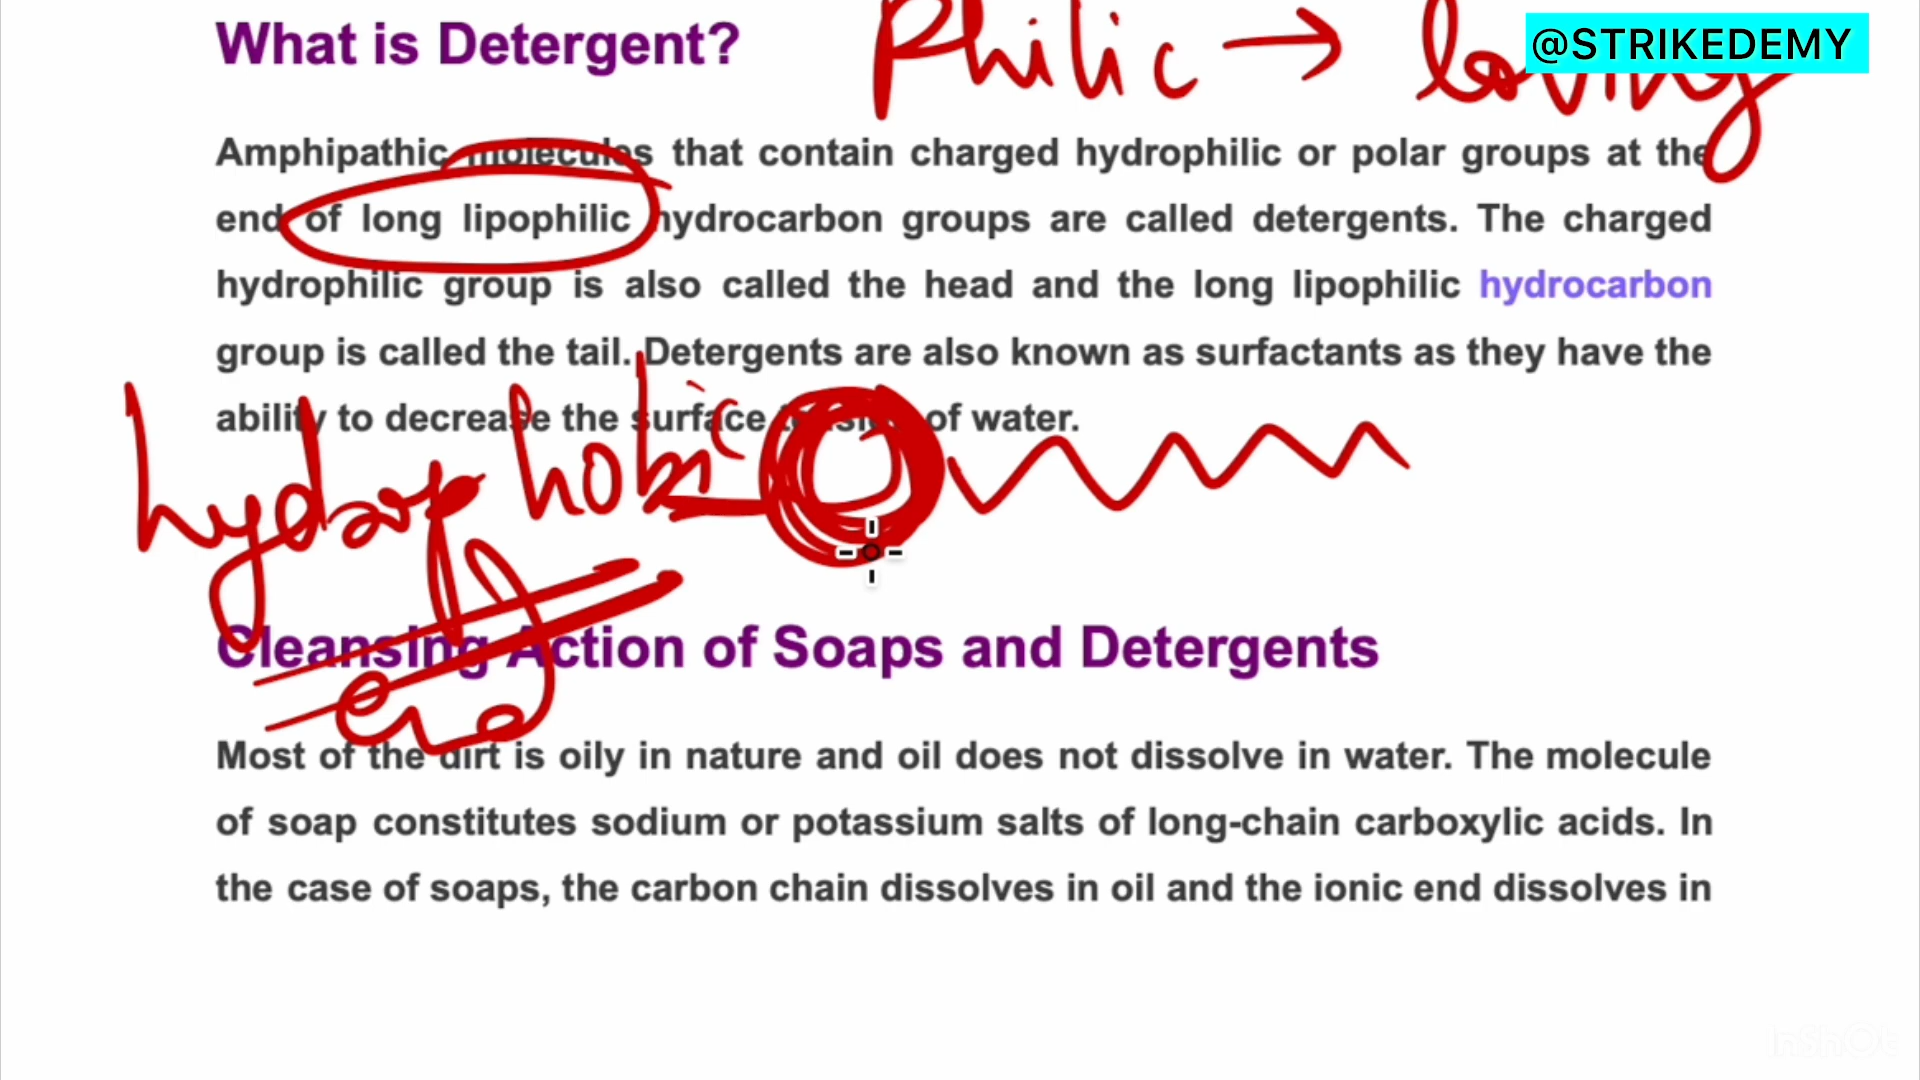 What is Detergent?
Philic → loving
@STRIKEDEMY
Amphipathic molecules that contain charged hydrophilic or polar groups at the
end of long lipophilic hydrocarbon groups are called detergents. The charged
hydrophilic group is also called the head and the long lipophilic hydrocarbon
group is called the tail. Detergents are also known as surfactants as they have the
ability to decrease the surface tension of water.
hydrophobic
end
Cleansing Action of Soaps and Detergents
Most of the dirt is oily in nature and oil does not dissolve in water. The molecule
of soap constitutes sodium or potassium salts of long-chain carboxylic acids. In
the case of soaps, the carbon chain dissolves in oil and the ionic end dissolves in
InShOt